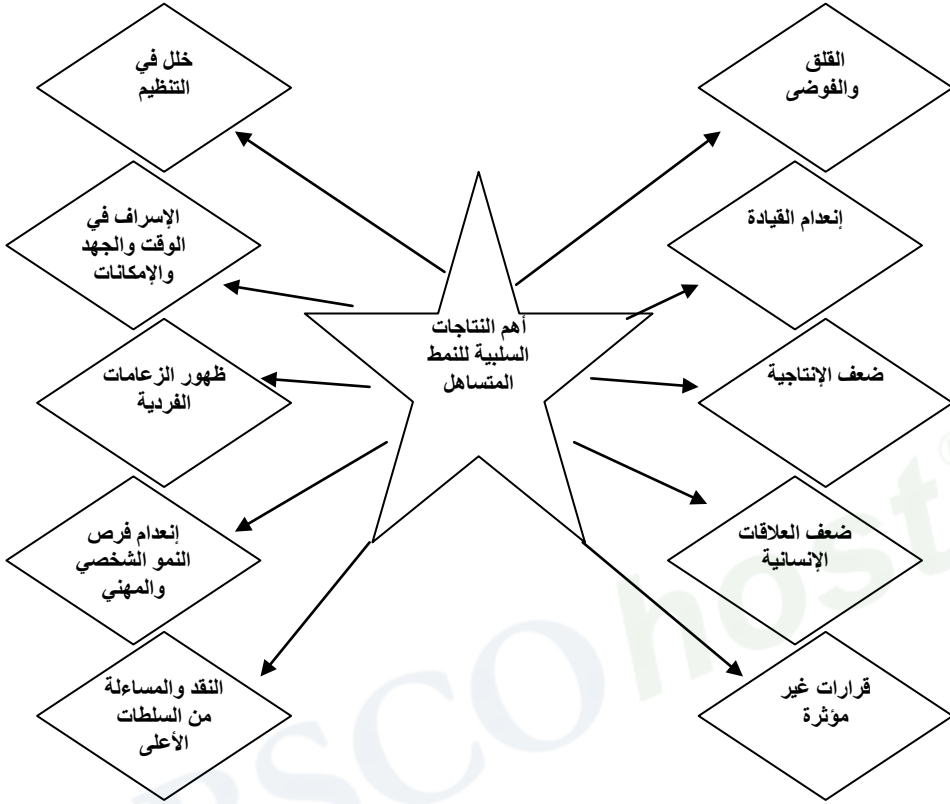 القلق
والفوضى
خلل في
التنظيم
إنعدام القيادة
الإسراف في
الوقت والجهد
والإمكانات
أهم النتاجات
السلبية للنمط
المتساهل
ضعف الإنتاجية
ظهور الزعامات
الفردية
ضعف العلاقات
الإنسانية
إنعدام فرص
النمو الشخصي
والمهني
قرارات غير
مؤثرة
النقد والمساءلة
من السلطات
الأعلى
SCOhost®